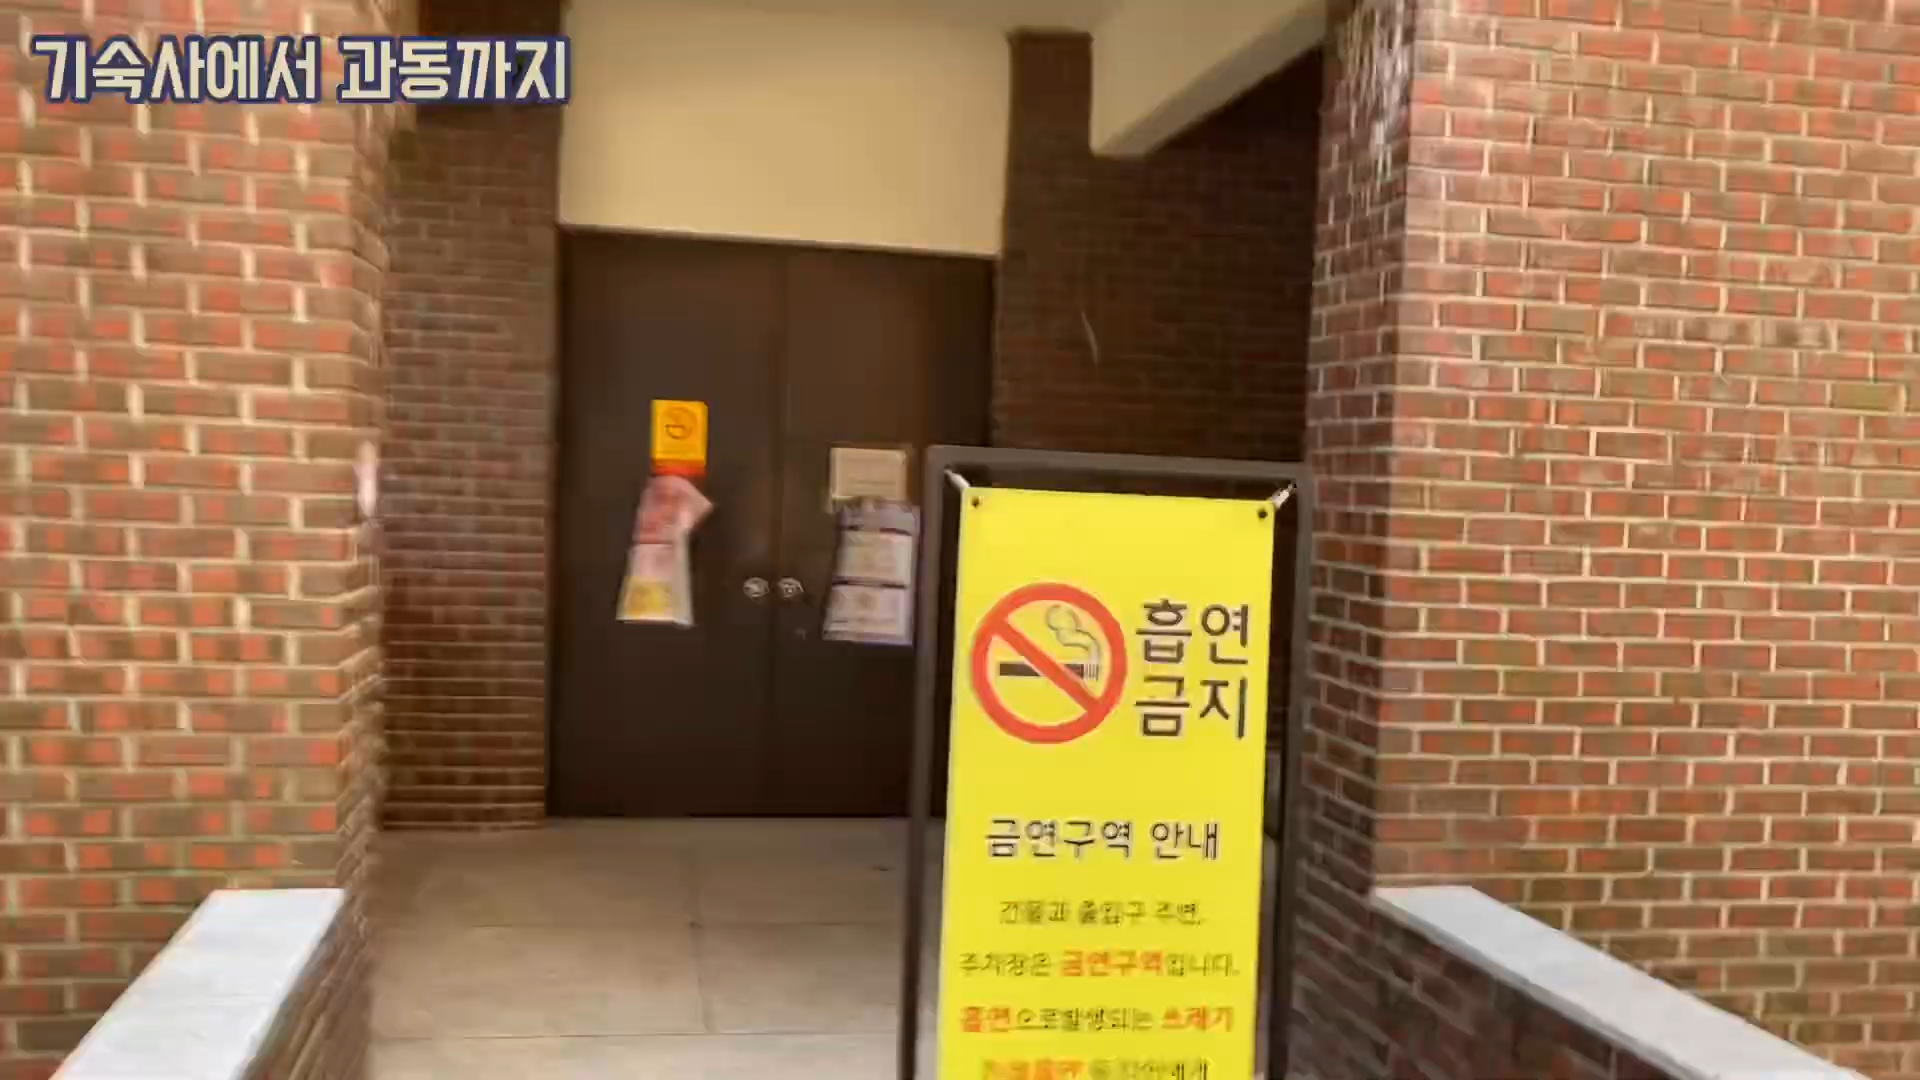 기숙사에서 과동까지
흡연
금지
금연구역 안내
건물과 출입구 주변,
주차장은 금연구역입니다.
흡연으로발생되는 쓰레기